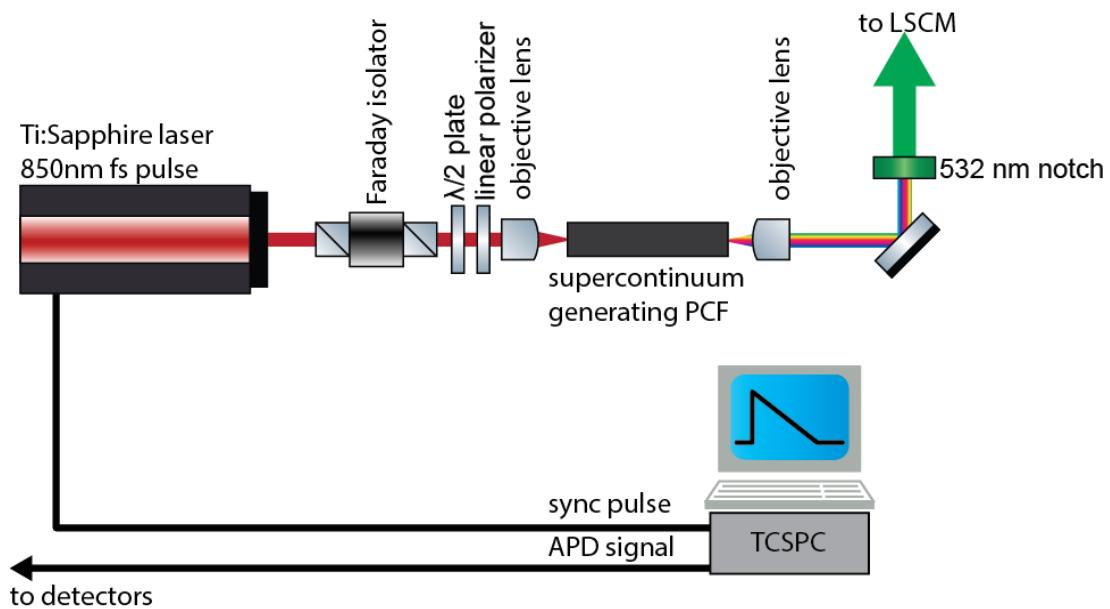 to LSCM
Ti:Sapphire laser
850nm fs pulse
Faraday isolator
λ/2 plate
linear polarizer
objective lens
objective lens
532 nm notch
supercontinuum
generating PCF
sync pulse
APD signal
TCSPC
to detectors